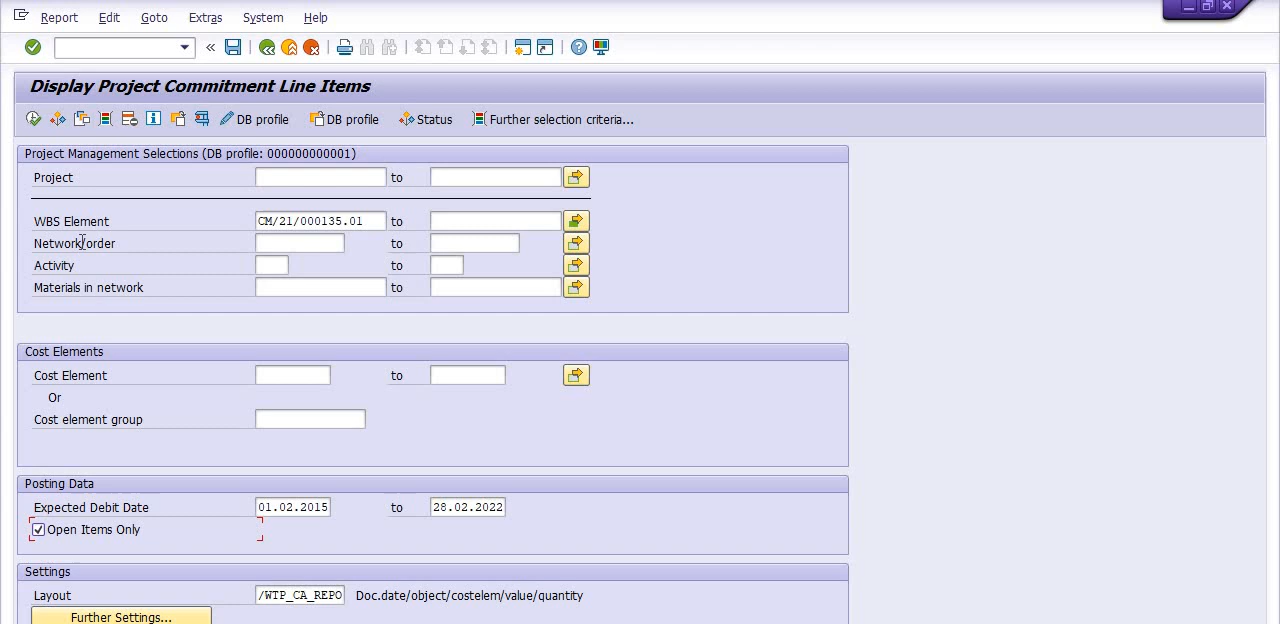 Report Edit Goto Extras System Help
Display Project Commitment Line Items
DB profile DB profile Status Further selection criteria...
Project Management Selections (DB profile: 000000000001)
Project to
WBS Element CM/21/000135.01 to
Network/order to
Activity to
Materials in network to
Cost Elements
Cost Element to
Or
Cost element group
Posting Data
Expected Debit Date 01.02.2015 to 28.02.2022
Open Items Only
Settings
Layout /WTP_CA_REPO Doc.date/object/costelem/value/quantity
Further Settings...